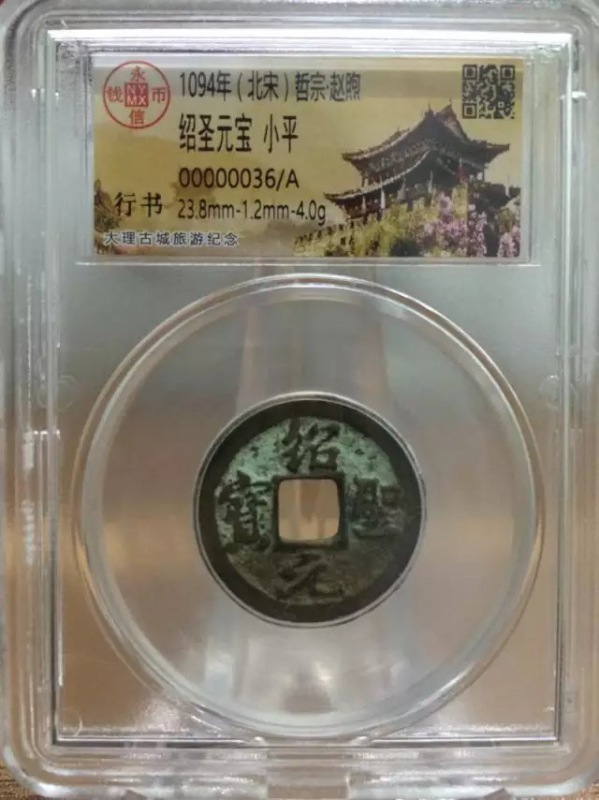 永
钱 NY 币
MX
信
1094年（北宋）哲宗·赵煦
绍圣元宝 小平
00000036/A
行书 23.8mm-1.2mm-4.0g
大理古城旅游纪念
紹
寶 聖
元